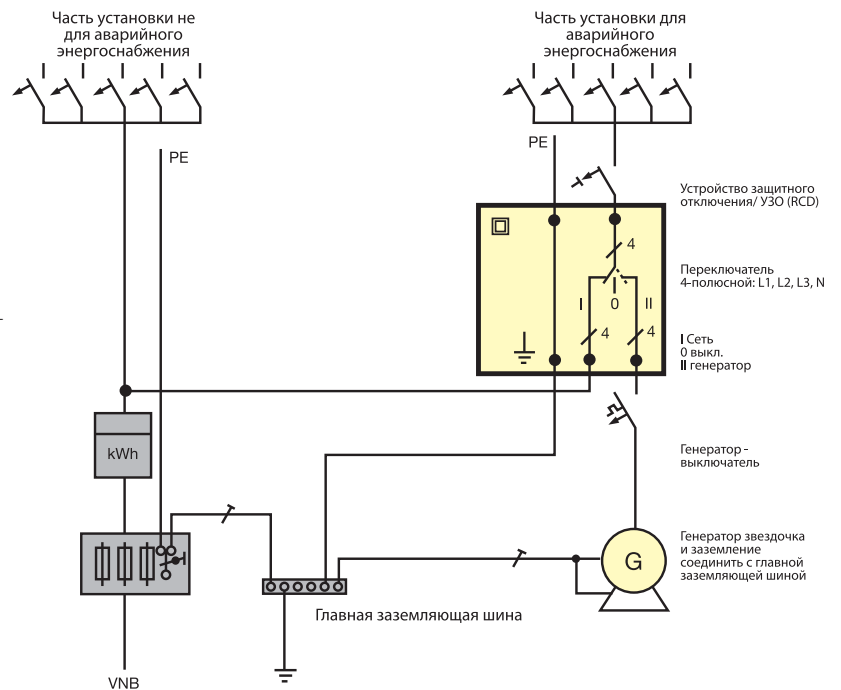 Часть установки не
для аварийного
энергоснабжения
Часть установки для
аварийного
энергоснабжения
PE
PE
Устройство защитного
отключения/ УЗО (RCD)
4
Переключатель
4-полюсной: L1, L2, L3, N
I
0
II
4
4
I Сеть
0 выкл.
II генератор
kWh
Генератор -
выключатель
Генератор звездочка
и заземление
соединить с главной
заземляющей шиной
G
Главная заземляющая шина
VNB